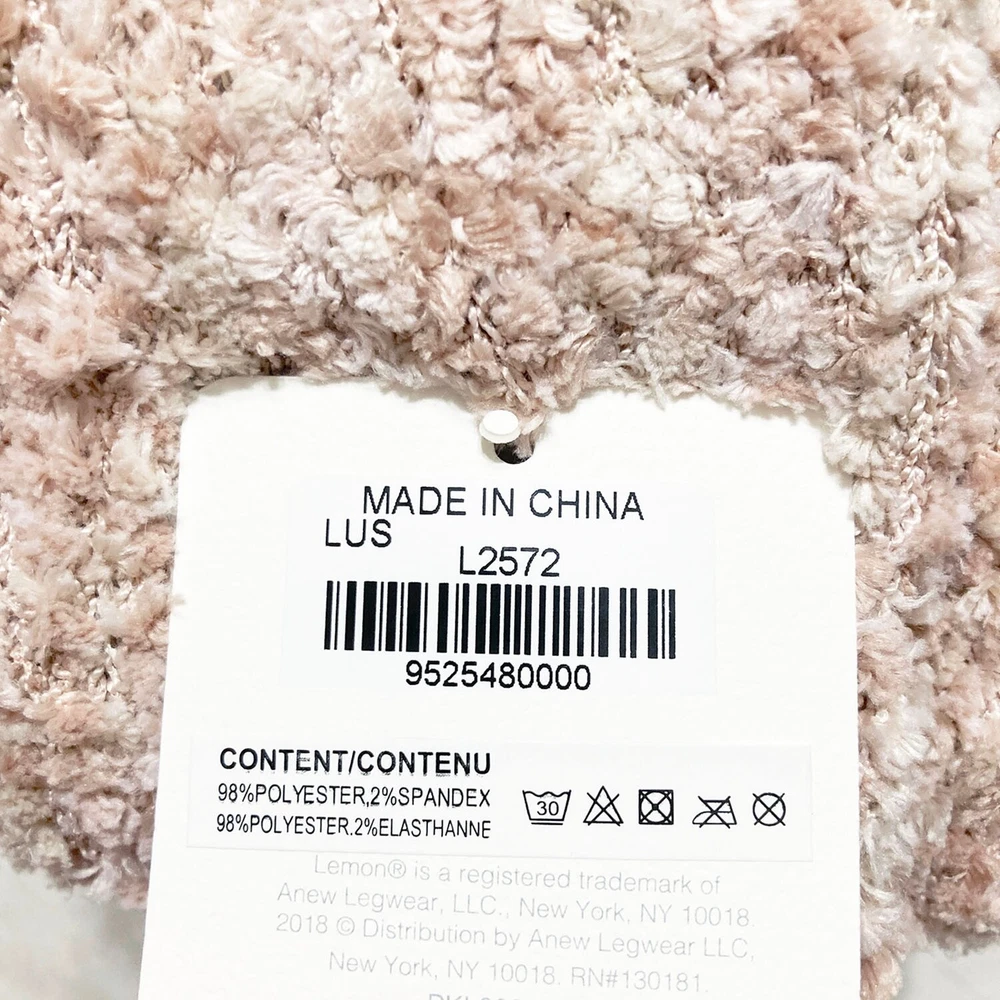 MADE IN CHINA
LUS
L2572
9525480000
CONTENT/CONTENU
98%POLYESTER,2%SPANDEX
98%POLYESTER.2%ELASTHANNE
30
Lemon® is a registered trademark of
Anew Legwear, LLC., New York, NY 10018.
2018 © Distribution by Anew Legwear LLC,
New York, NY 10018. RN#130181.